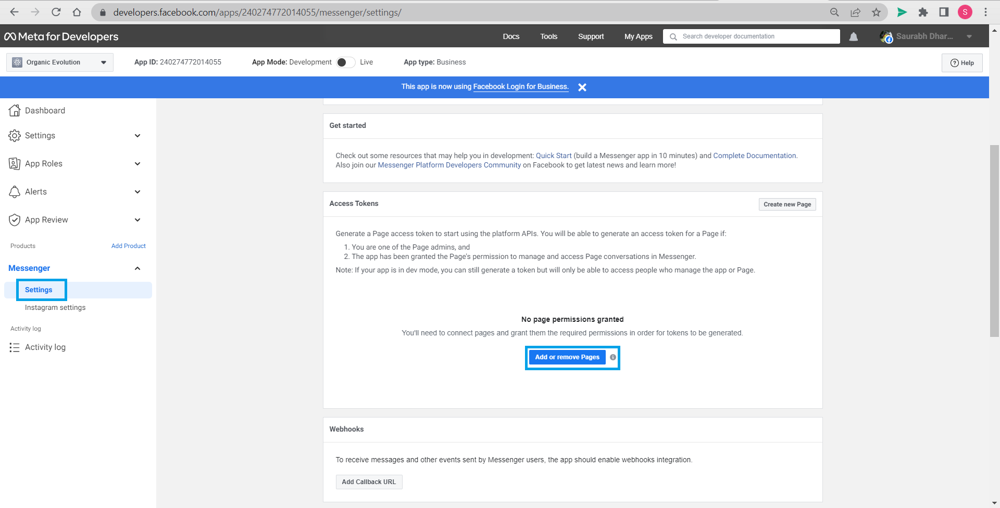 developers.facebook.com/apps/240274772014055/messenger/settings/
S
Meta for Developers
Docs
Tools
Support
My Apps
Search developer documentation
Saurabh Dhar...
Organic Evolution
App ID: 240274772014055
App Mode: Development
Live
App type: Business
Help
This app is now using Facebook Login for Business.
Dashboard
Settings
App Roles
Alerts
App Review
Products
Add Product
Messenger
Settings
Instagram settings
Activity log
Activity log
Get started
Check out some resources that may help you in development: Quick Start (build a Messenger app in 10 minutes) and Complete Documentation.
Also join our Messenger Platform Developers Community on Facebook to get latest news and learn more!
Access Tokens
Create new Page
Generate a Page access token to start using the platform APIs. You will be able to generate an access token for a Page if:
1. You are one of the Page admins, and
2. The app has been granted the Page's permission to manage and access Page conversations in Messenger.
Note: If your app is in dev mode, you can still generate a token but will only be able to access people who manage the app or Page.
No page permissions granted
You'll need to connect pages and grant them the required permissions in order for tokens to be generated.
Add or remove Pages
Webhooks
To receive messages and other events sent by Messenger users, the app should enable webhooks integration.
Add Callback URL